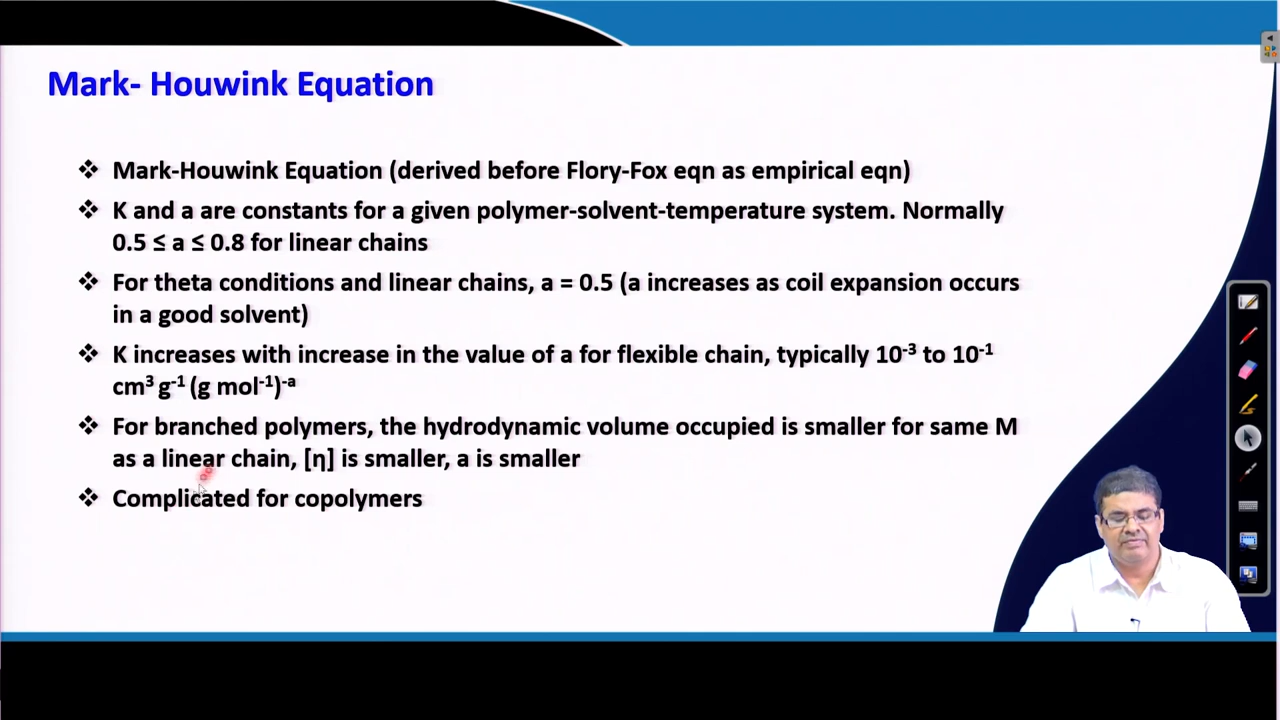 Mark- Houwink Equation
❖ Mark-Houwink Equation (derived before Flory-Fox eqn as empirical eqn)
❖ K and a are constants for a given polymer-solvent-temperature system. Normally
0.5 ≤ a ≤ 0.8 for linear chains
❖ For theta conditions and linear chains, a = 0.5 (a increases as coil expansion occurs
in a good solvent)
❖ K increases with increase in the value of a for flexible chain, typically 10⁻³ to 10⁻¹
cm³ g⁻¹ (g mol⁻¹)⁻ᵃ
❖ For branched polymers, the hydrodynamic volume occupied is smaller for same M
as a linear chain, [η] is smaller, a is smaller
❖ Complicated for copolymers